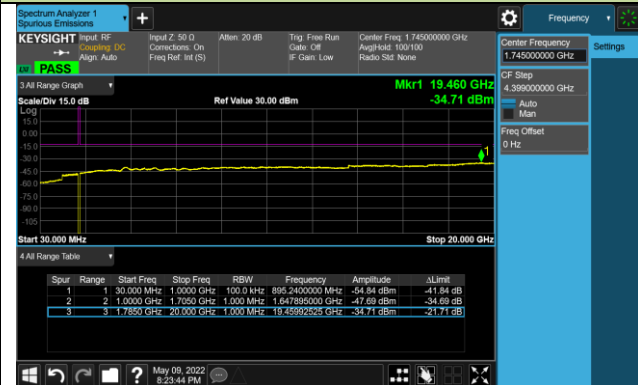 Spectrum Analyzer 1
Spurious Emissions
Frequency
KEYSIGHT
Input: RF
Coupling: DC
Align: Auto
Input Z: 50 Ω
Corrections: On
Freq Ref: Int (S)
Atten: 20 dB
Trig: Free Run
Gate: Off
IF Gain: Low
Center Freq: 1.745000000 GHz
Avg|Hold: 100/100
Radio Std: None
PASS
Center Frequency
1.745000000 GHz
Settings
CF Step
4.399000000 GHz
Auto
Man
Freq Offset
0 Hz
3 All Range Graph
Mkr1 19.460 GHz
Scale/Div 15.0 dB
Ref Value 30.00 dBm
-34.71 dBm
Log
15.0
0.00
-15.0
-30.0
-45.0
-60.0
-75.0
-90.0
-105
1
Start 30.000 MHz
Stop 20.000 GHz
4 All Range Table
Spur Range Start Freq Stop Freq RBW Frequency Amplitude ΔLimit
1 1 30.000 MHz 1.0000 GHz 100.0 kHz 895.2400000 MHz -54.84 dBm -41.84 dB
2 2 1.0000 GHz 1.7050 GHz 1.000 MHz 1.647895000 GHz -47.69 dBm -34.69 dB
3 3 1.7850 GHz 20.000 GHz 1.000 MHz 19.45992525 GHz -34.71 dBm -21.71 dB
May 09, 2022
8:23:44 PM